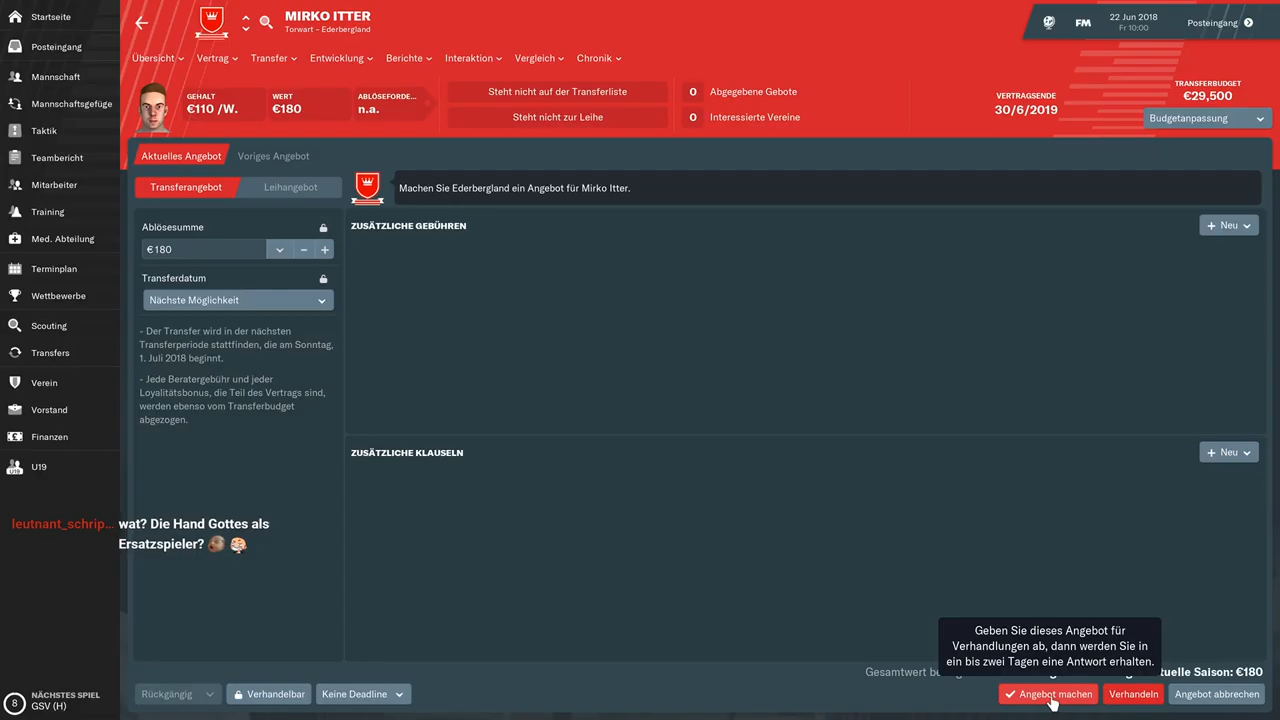 Startseite
Posteingang
Mannschaft
Mannschaftsgefüge
Taktik
Teambericht
Mitarbeiter
Training
Med. Abteilung
Terminplan
Wettbewerbe
Scouting
Transfers
Verein
Vorstand
Finanzen
U19
U19
8
NÄCHSTES SPIEL
GSV (H)
MIRKO ITTER
Torwart – Ederbergland
FM
22 Jun 2018
Fr 10:00
Posteingang
Übersicht
Vertrag
Transfer
Entwicklung
Berichte
Interaktion
Vergleich
Chronik
GEHALT
€110 /W.
WERT
€180
ABLÖSEFORDE...
n.a.
Steht nicht auf der Transferliste
Steht nicht zur Leihe
0 Abgegebene Gebote
0 Interessierte Vereine
VERTRAGSENDE
30/6/2019
TRANSFERBUDGET
€29,500
Budgetanpassung
Aktuelles Angebot
Voriges Angebot
Transferangebot
Leihangebot
Machen Sie Ederbergland ein Angebot für Mirko Itter.
Ablösesumme
€180
Transferdatum
Nächste Möglichkeit
- Der Transfer wird in der nächsten
Transferperiode stattfinden, die am Sonntag,
1. Juli 2018 beginnt.
- Jede Beratergebühr und jeder
Loyalitätsbonus, die Teil des Vertrags sind,
werden ebenso vom Transferbudget
abgezogen.
ZUSÄTZLICHE GEBÜHREN
Neu
ZUSÄTZLICHE KLAUSELN
Neu
leutnant_schrip... wat? Die Hand Gottes als
Ersatzspieler?
Geben Sie dieses Angebot für
Verhandlungen ab, dann werden Sie in
ein bis zwei Tagen eine Antwort erhalten.
Gesamtwert tuelle Saison: €180
Rückgängig
Verhandelbar
Keine Deadline
Angebot machen
Verhandeln
Angebot abbrechen